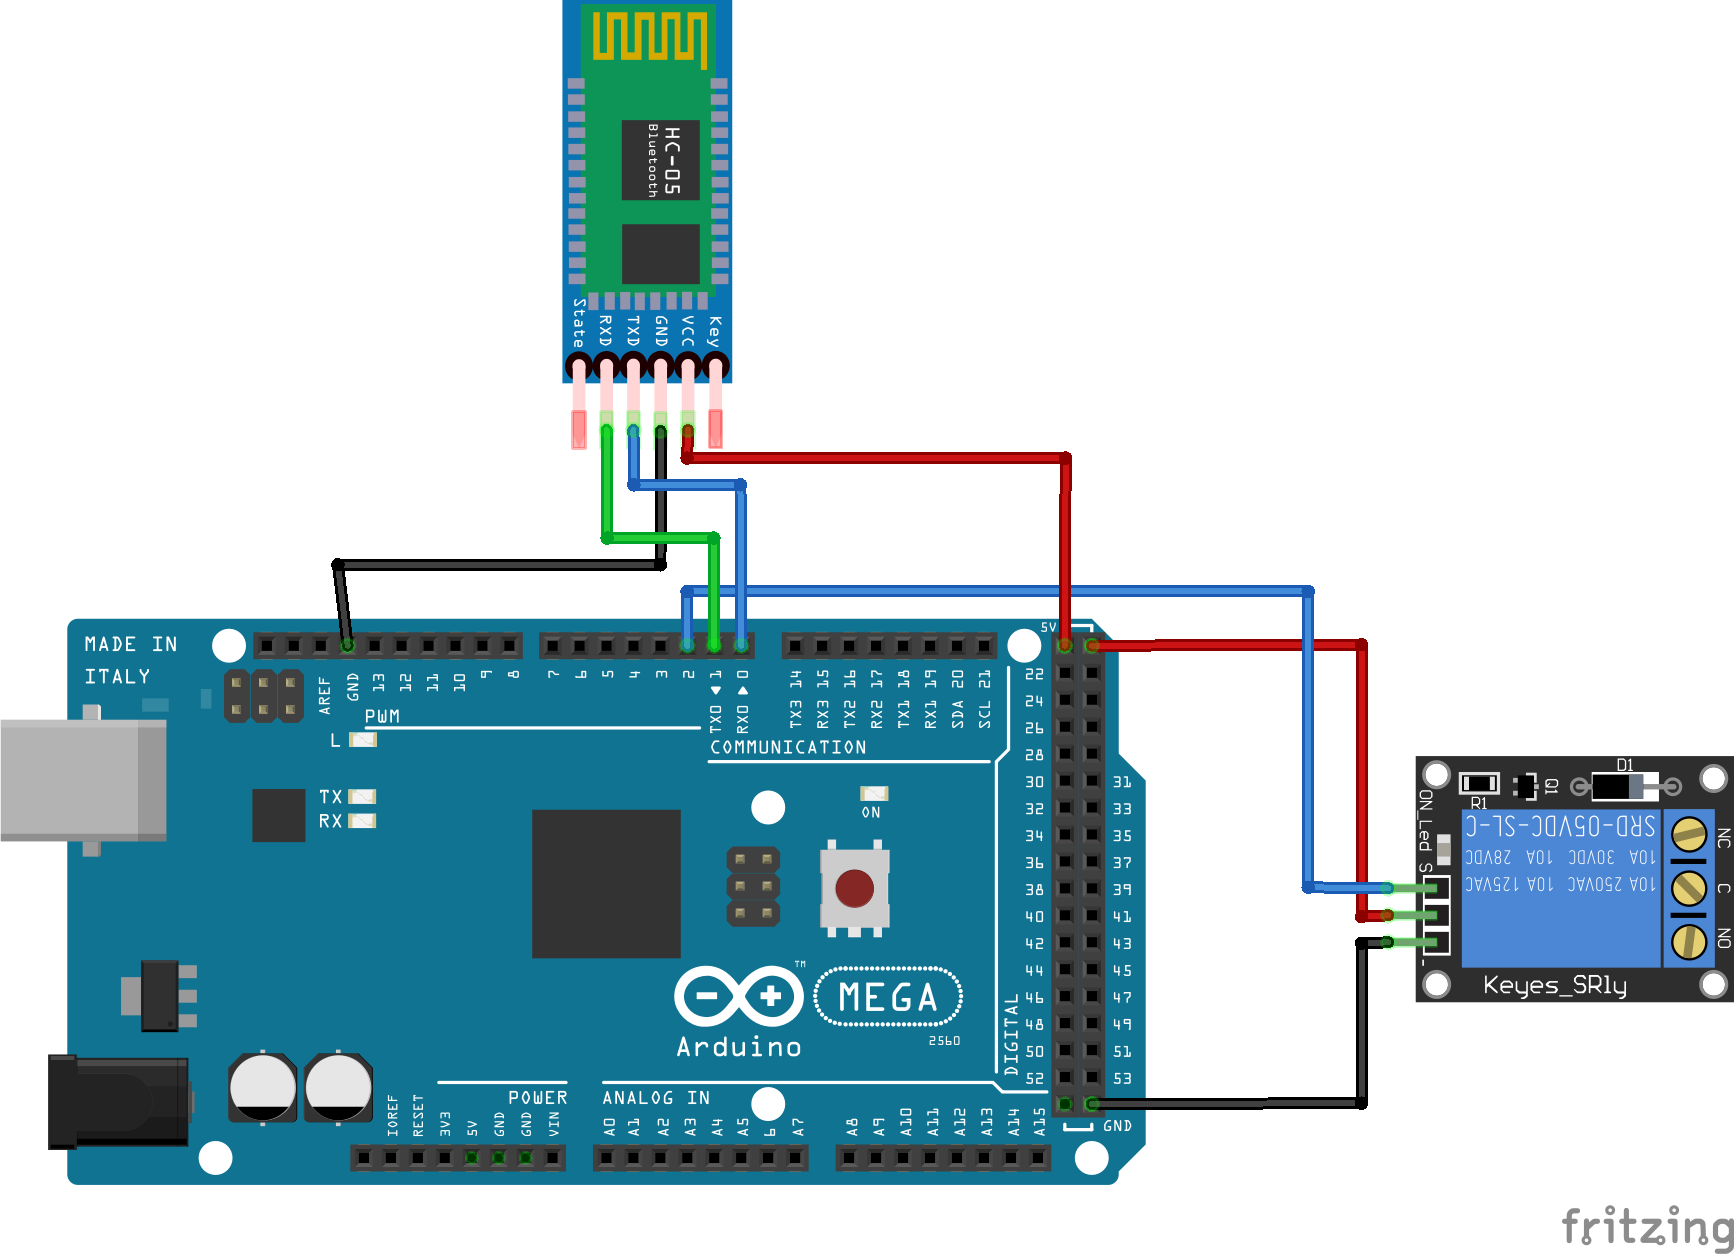 HC-05
Bluetooth
State
RXD
TXD
GND
VCC
Key
MADE IN
ITALY
AREF
GND
13
12
11
10
9
8
7
6
5
4
3
2
1
0
TX0
RX0
TX3 14
RX3 15
TX2 16
RX2 17
TX1 18
RX1 19
SDA 20
SCL 21
PWM
COMMUNICATION
L
TX
RX
ON
5V
22
24
26
28
30 31
32 33
34 35
36 37
38 39
40 41
42 43
44 45
46 47
48 49
50 51
52 53
GND
DIGITAL
TM
MEGA
Arduino
2560
POWER
ANALOG IN
IOREF
RESET
3V3
5V
GND
GND
VIN
A0
A1
A2
A3
A4
A5
6
A7
A8
A9
A10
A11
A12
A13
A14
A15
D1
R1
Q1
ON_Led
S
-
SRD-05VDC-SL-C
10A 30VDC 10A 28VDC
10A 250VAC 10A 125VAC
NC
C
NO
Keyes_SRly
fritzing